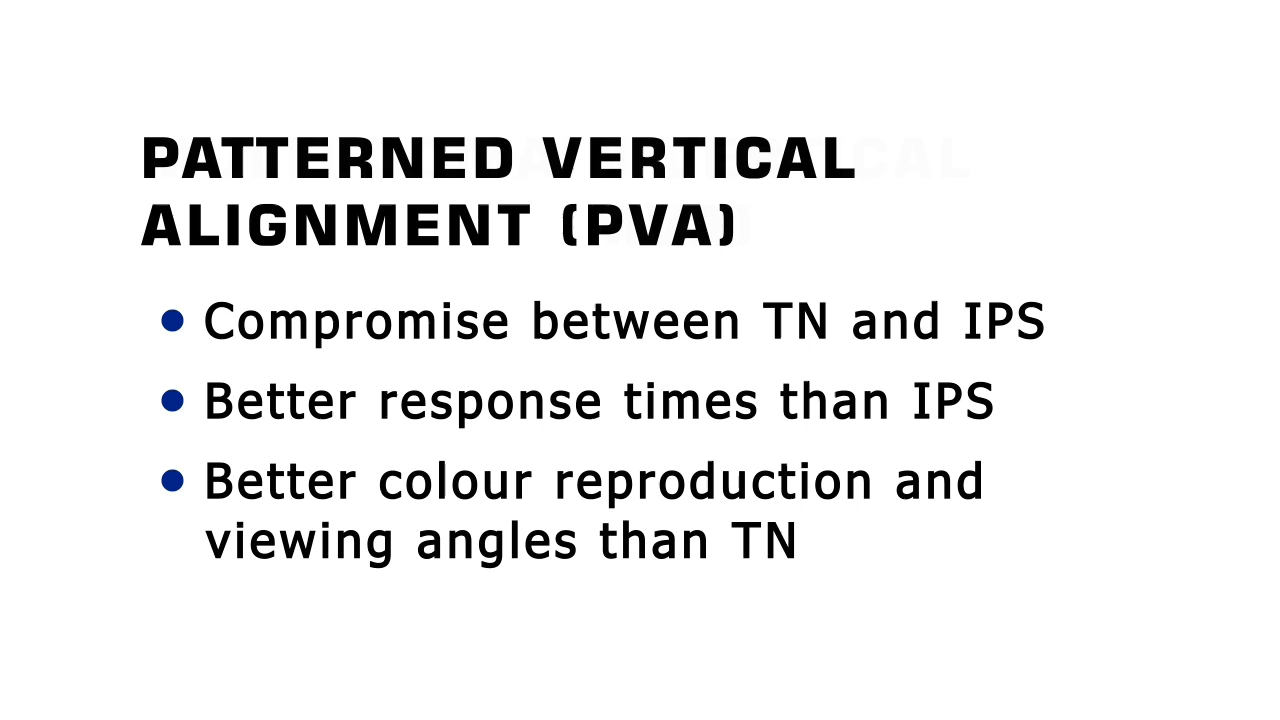 PATTERNED VERTICAL
ALIGNMENT (PVA)
• Compromise between TN and IPS
• Better response times than IPS
• Better colour reproduction and
viewing angles than TN